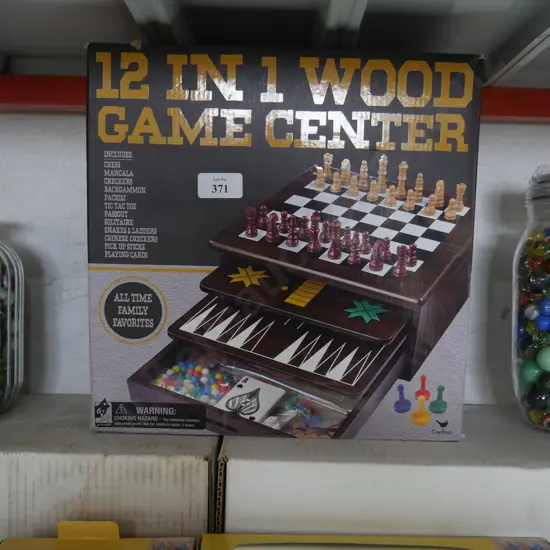 12 IN 1 WOOD
GAME CENTER
INCLUDES
CHESS
MANCALA
CHECKERS
BACKGAMMON
PACHISI
TIC TAC TOE
PASSOUT
SOLITAIRE
SNAKES & LADDERS
CHINESE CHECKERS
PICK UP STICKS
PLAYING CARDS
Lot No:
371
ALL TIME
FAMILY
FAVORITES
WARNING:
CHOKING HAZARD
Cardinal